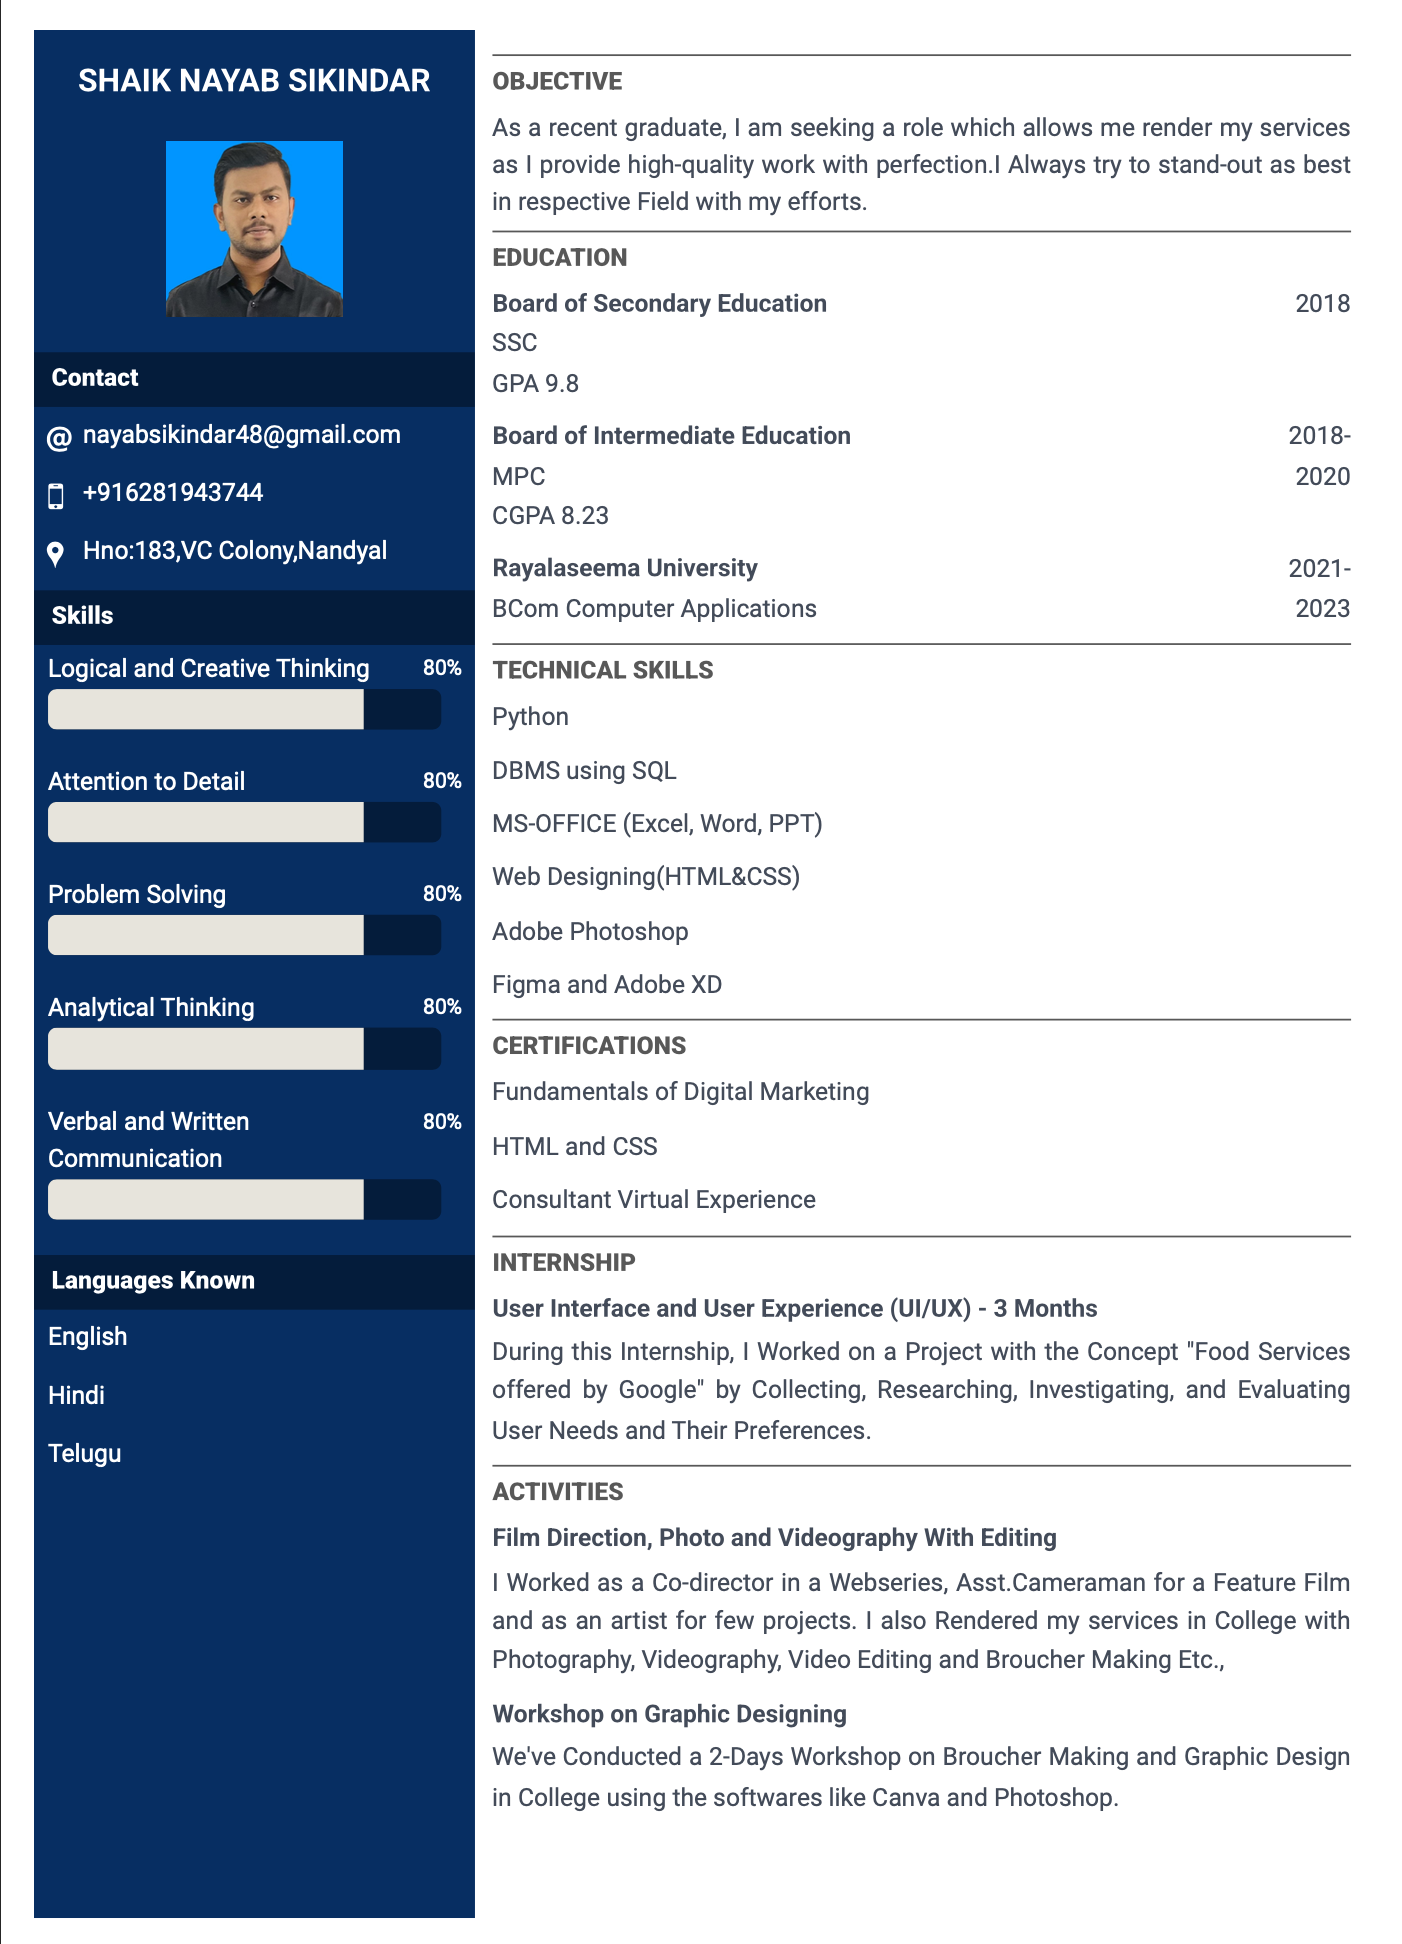 SHAIK NAYAB SIKINDAR
Contact
@ nayabsikindar48@gmail.com
+916281943744
Hno:183,VC Colony,Nandyal
Skills
Logical and Creative Thinking 80%
Attention to Detail 80%
Problem Solving 80%
Analytical Thinking 80%
Verbal and Written 80%
Communication
Languages Known
English
Hindi
Telugu
OBJECTIVE
As a recent graduate, I am seeking a role which allows me render my services
as I provide high-quality work with perfection.I Always try to stand-out as best
in respective Field with my efforts.
EDUCATION
Board of Secondary Education 2018
SSC
GPA 9.8
Board of Intermediate Education 2018-
MPC 2020
CGPA 8.23
Rayalaseema University 2021-
BCom Computer Applications 2023
TECHNICAL SKILLS
Python
DBMS using SQL
MS-OFFICE (Excel, Word, PPT)
Web Designing(HTML&CSS)
Adobe Photoshop
Figma and Adobe XD
CERTIFICATIONS
Fundamentals of Digital Marketing
HTML and CSS
Consultant Virtual Experience
INTERNSHIP
User Interface and User Experience (UI/UX) - 3 Months
During this Internship, I Worked on a Project with the Concept "Food Services
offered by Google" by Collecting, Researching, Investigating, and Evaluating
User Needs and Their Preferences.
ACTIVITIES
Film Direction, Photo and Videography With Editing
I Worked as a Co-director in a Webseries, Asst.Cameraman for a Feature Film
and as an artist for few projects. I also Rendered my services in College with
Photography, Videography, Video Editing and Broucher Making Etc.,
Workshop on Graphic Designing
We've Conducted a 2-Days Workshop on Broucher Making and Graphic Design
in College using the softwares like Canva and Photoshop.